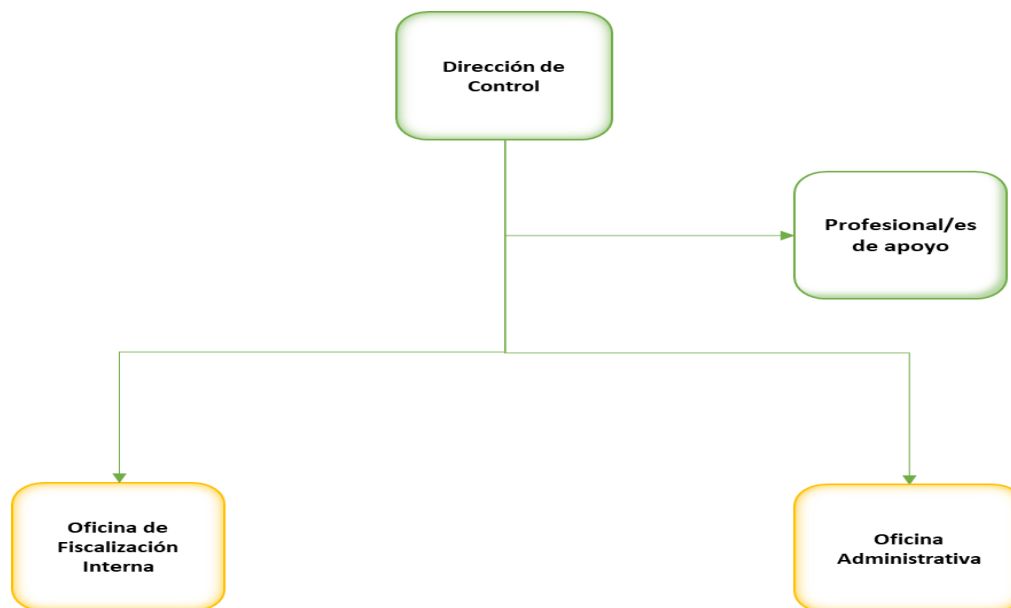 Dirección de
Control
Profesional/es
de apoyo
Oficina de
Fiscalización
Interna
Oficina
Administrativa